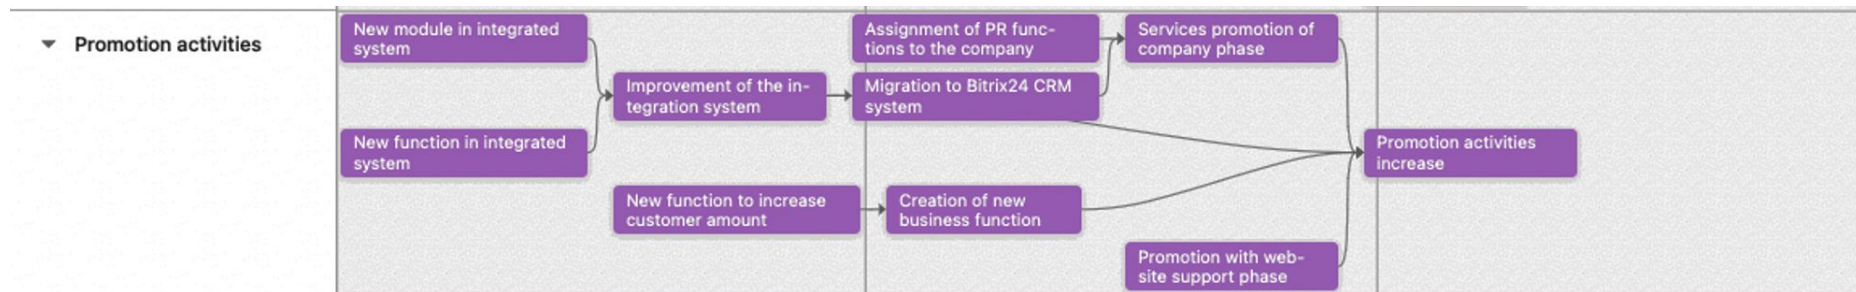 Promotion activities
New module in integrated
system
Assignment of PR func-
tions to the company
Services promotion of
company phase
Improvement of the in-
tegration system
Migration to Bitrix24 CRM
system
New function in integrated
system
Promotion activities
increase
New function to increase
customer amount
Creation of new
business function
Promotion with web-
site support phase